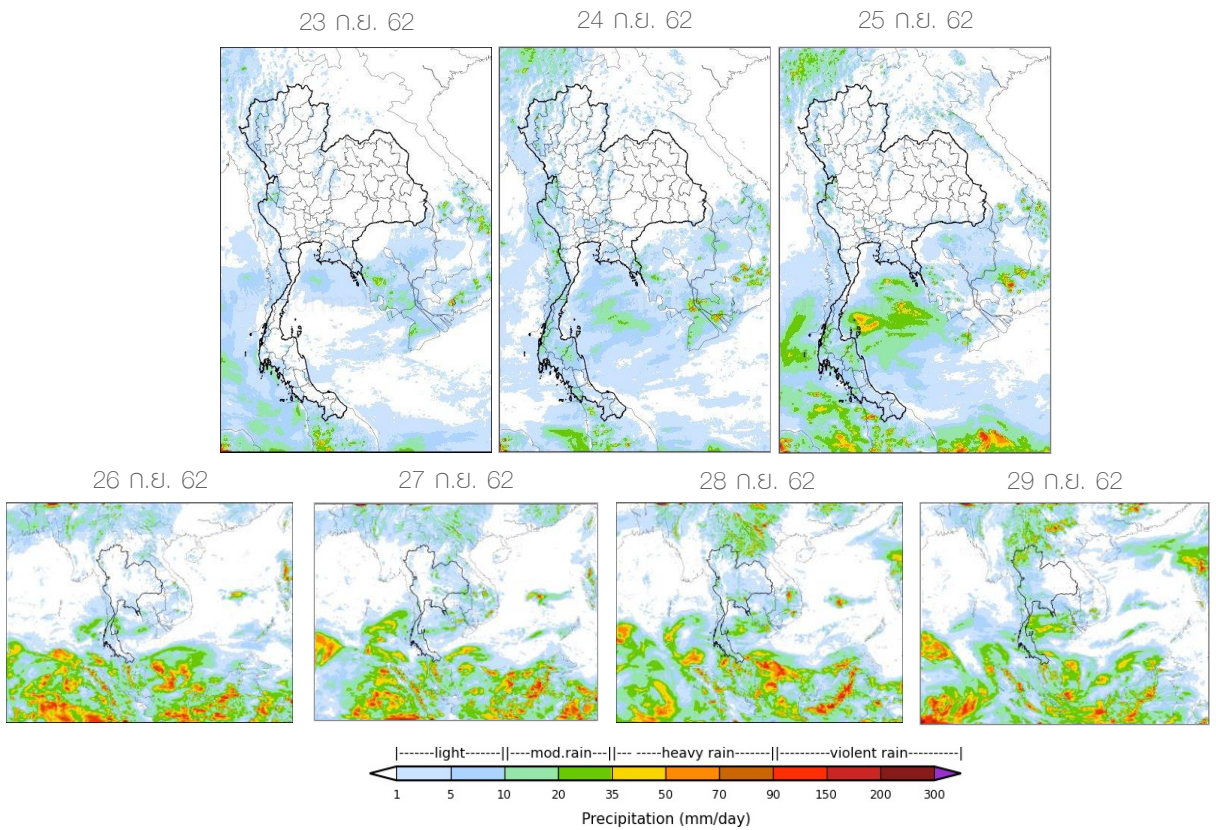 23 ก.ย. 62 24 ก.ย. 62 25 ก.ย. 62
26 ก.ย. 62 27 ก.ย. 62 28 ก.ย. 62 29 ก.ย. 62
|-------light-------||----mod.rain---||--- -----heavy rain-------||----------violent rain----------|
1 5 10 20 35 50 70 90 150 200 300
Precipitation (mm/day)